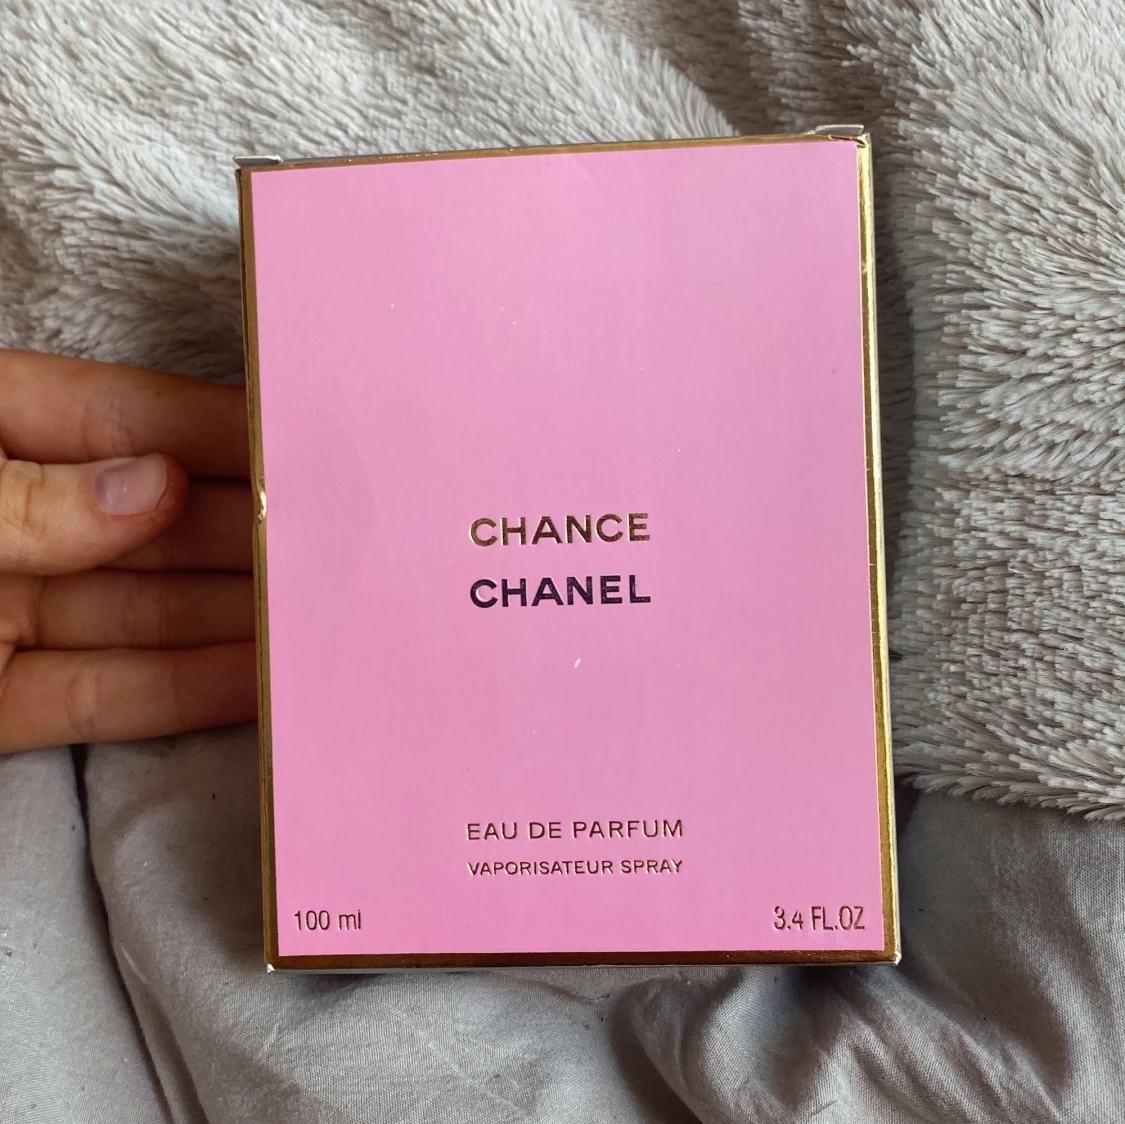 CHANCE
CHANEL
EAU DE PARFUM
VAPORISATEUR SPRAY
100 ml
3.4 FL.OZ